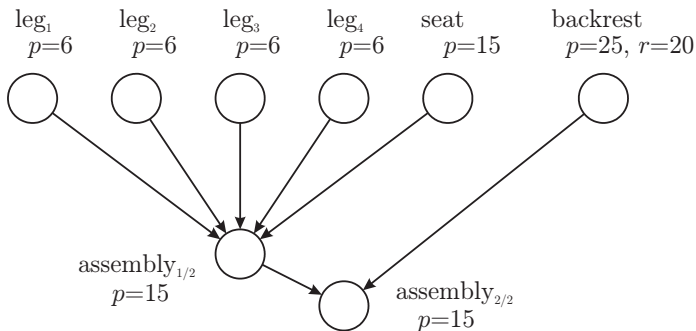 leg₁ leg₂ leg₃ leg₄ seat backrest
p=6 p=6 p=6 p=6 p=15 p=25, r=20
assembly₁/₂
p=15
assembly₂/₂
p=15